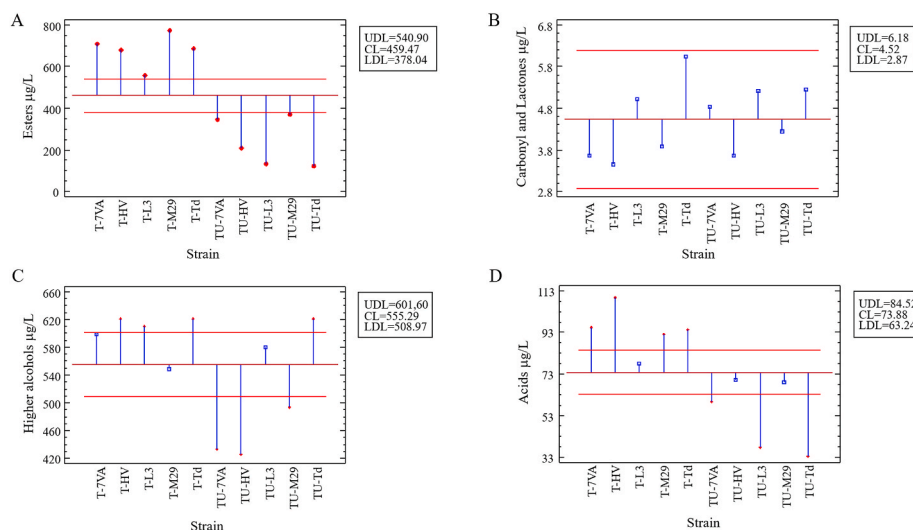 A
800
600
400
200
0
Esters µg/L
T-7VA
T-HV
T-L3
T-M29
T-Td
TU-7VA
TU-HV
TU-L3
TU-M29
TU-Td
Strain
UDL=540.90
CL=459.47
LDL=378.04
B
6.8
5.8
4.8
3.8
2.8
Carbonyl and Lactones µg/L
T-7VA
T-HV
T-L3
T-M29
T-Td
TU-7VA
TU-HV
TU-L3
TU-M29
TU-Td
Strain
UDL=6.18
CL=4.52
LDL=2.87
C
660
620
580
540
500
460
420
Higher alcohols µg/L
T-7VA
T-HV
T-L3
T-M29
T-Td
TU-7VA
TU-HV
TU-L3
TU-M29
TU-Td
Strain
UDL=601,60
CL=555.29
LDL=508.97
D
113
93
73
53
33
Acids µg/L
T-7VA
T-HV
T-L3
T-M29
T-Td
TU-7VA
TU-HV
TU-L3
TU-M29
TU-Td
Strain
UDL=84.52
CL=73.88
LDL=63.24